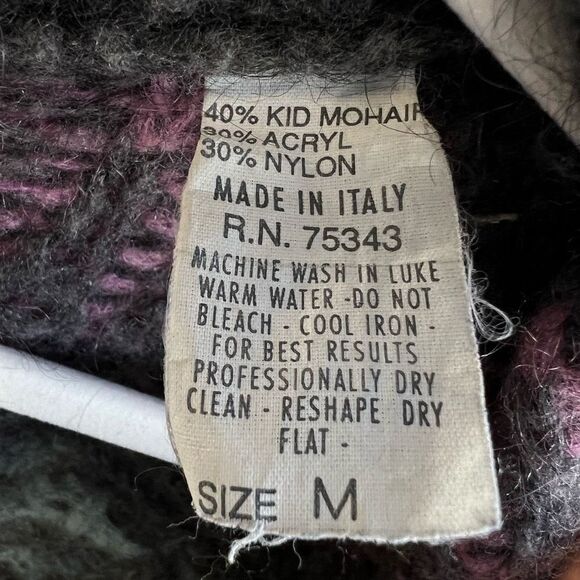 40% KID MOHAIR
30% ACRYL
30% NYLON
MADE IN ITALY
R.N. 75343
MACHINE WASH IN LUKE
WARM WATER -DO NOT
BLEACH - COOL IRON -
FOR BEST RESULTS
PROFESSIONALLY DRY
CLEAN - RESHAPE DRY
FLAT -
SIZE M